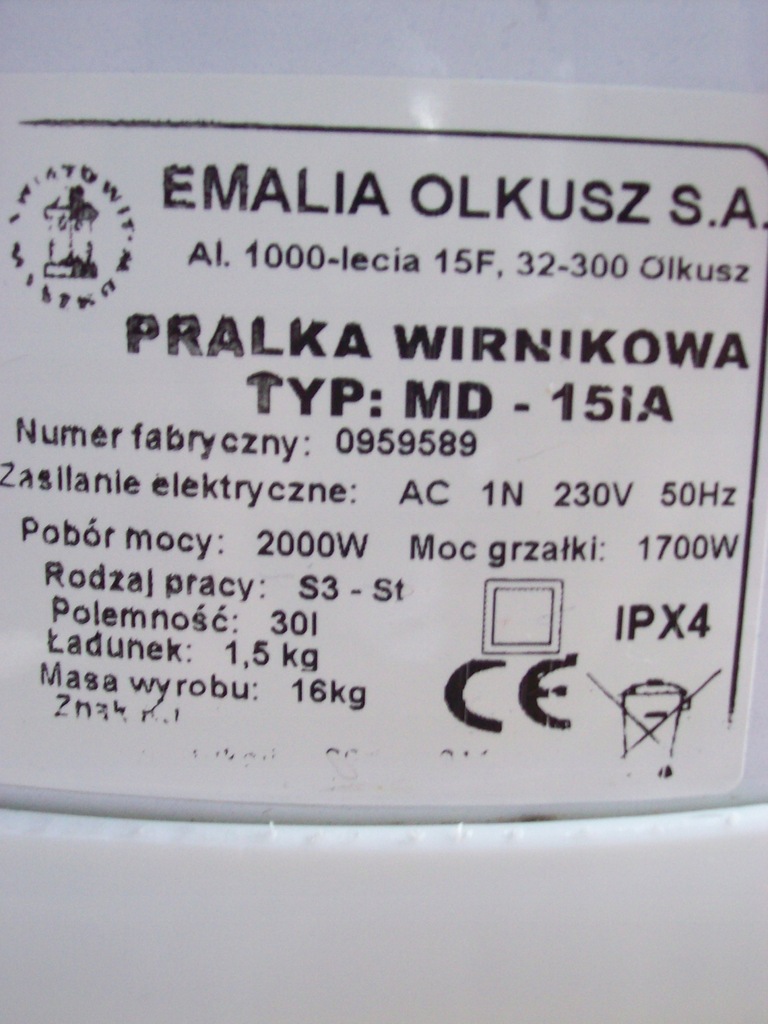 EMALIA OLKUSZ S.A.
Al. 1000-lecia 15F, 32-300 Olkusz
PRALKA WIRNIKOWA
TYP: MD - 15iA
Numer fabryczny: 0959589
Zasilanie elektryczne: AC 1N 230V 50Hz
Pobór mocy: 2000W Moc grzałki: 1700W
Rodzaj pracy: S3 - St
Polemność: 30l
IPX4
Ładunek: 1,5 kg
Masa wyrobu: 16kg
CE
Znak